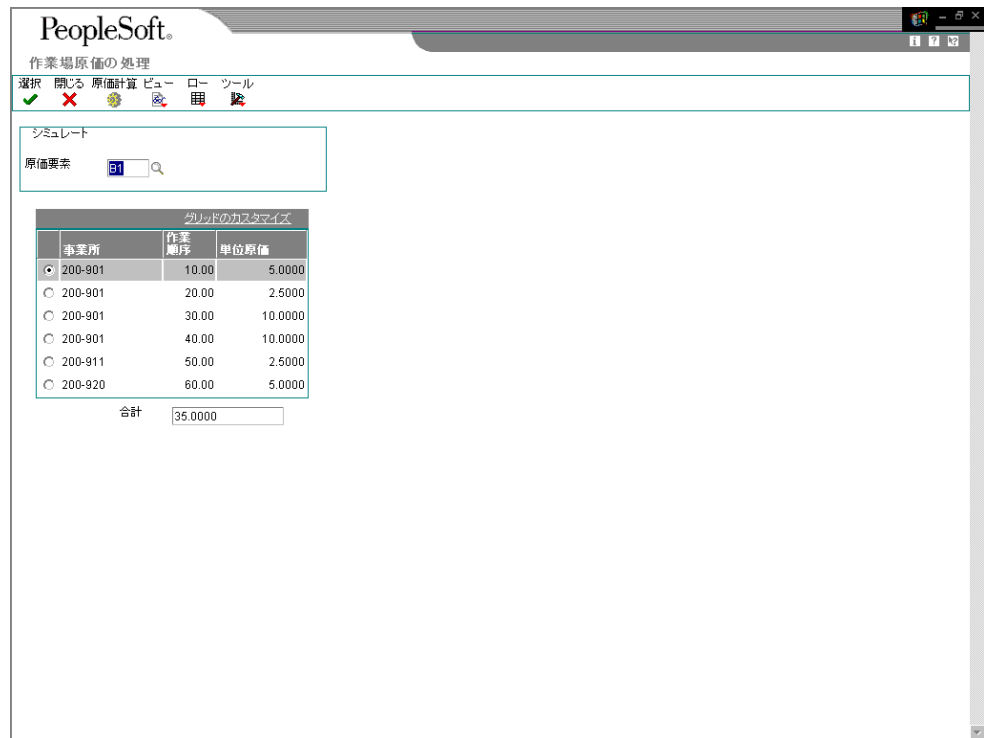 PeopleSoft®
作業場原価の処理
選択 閉じる 原価計算 ビュー ロー ツール
シミュレート
原価要素 B1
グリッドのカスタマイズ
事業所 作業順序 単位原価
200-901 10.00 5.0000
200-901 20.00 2.5000
200-901 30.00 10.0000
200-901 40.00 10.0000
200-911 50.00 2.5000
200-920 60.00 5.0000
合計 35.0000